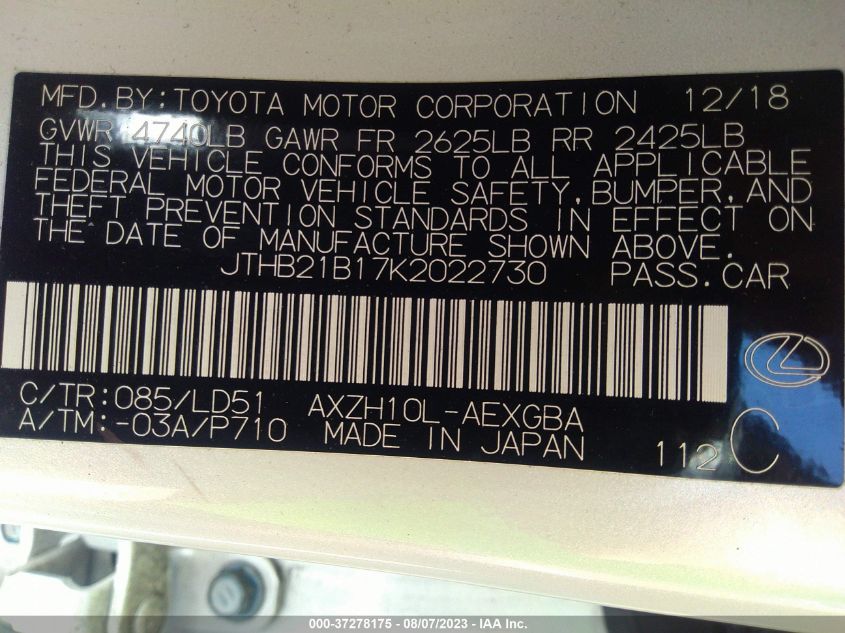 MFD.BY:TOYOTA MOTOR CORPORATION 12/18
GVWR 4740LB GAWR FR 2625LB RR 2425LB
THIS VEHICLE CONFORMS TO ALL APPLICABLE
FEDERAL MOTOR VEHICLE SAFETY,BUMPER,AND
THEFT PREVENTION STANDARDS IN EFFECT ON
THE DATE OF MANUFACTURE SHOWN ABOVE.
JTHB21B17K2022730 PASS.CAR
C/TR:085/LD51 AXZH10L-AEXGBA
A/TM:-03A/P710 MADE IN JAPAN 112 C
000-37278175 - 08/07/2023 - IAA Inc.